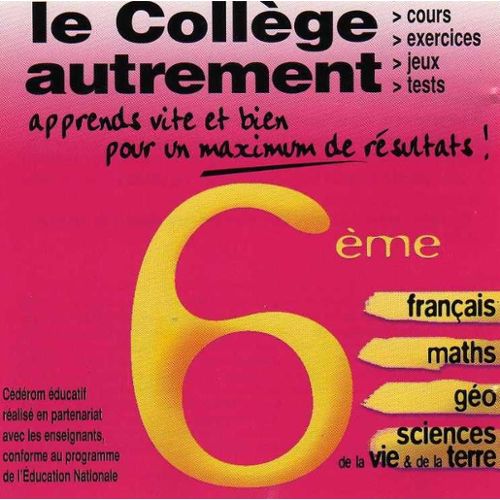 le Collège
autrement
> cours
> exercices
> jeux
> tests
apprends vite et bien
pour un maximum de résultats !
6ème
français
maths
géo
sciences
de la vie & de la terre
Cédérom éducatif
réalisé en partenariat
avec les enseignants,
conforme au programme
de l'Éducation Nationale